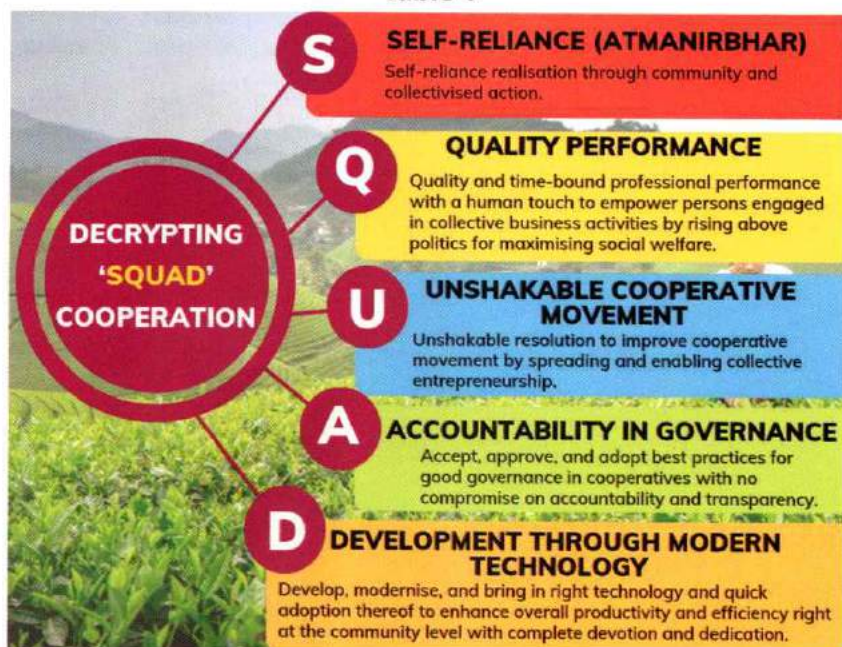 S
SELF-RELIANCE (ATMANIRBHAR)
Self-reliance realisation through community and
collectivised action.
Q
QUALITY PERFORMANCE
Quality and time-bound professional performance
with a human touch to empower persons engaged
in collective business activities by rising above
politics for maximising social welfare.
DECRYPTING
‘SQUAD’
COOPERATION
U
UNSHAKABLE COOPERATIVE
MOVEMENT
Unshakable resolution to improve cooperative
movement by spreading and enabling collective
entrepreneurship.
A
ACCOUNTABILITY IN GOVERNANCE
Accept, approve, and adopt best practices for
good governance in cooperatives with no
compromise on accountability and transparency.
D
DEVELOPMENT THROUGH MODERN
TECHNOLOGY
Develop, modernise, and bring in right technology and quick
adoption thereof to enhance overall productivity and efficiency right
at the community level with complete devotion and dedication.